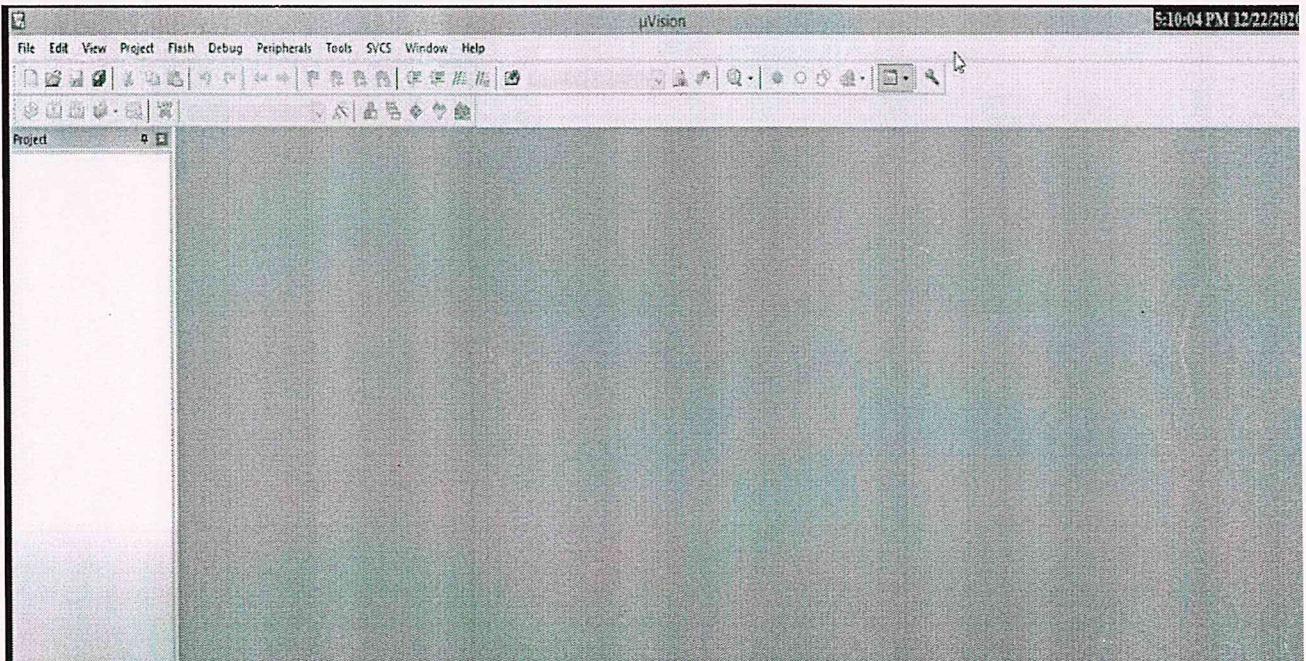 µVision
5:10:04 PM 12/22/2020
File Edit View Project Flash Debug Peripherals Tools SVCS Window Help
Project